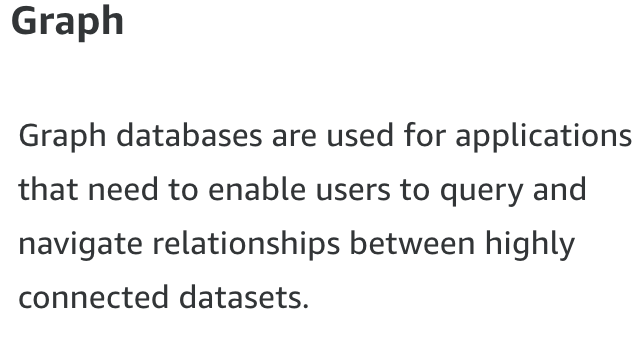 Graph
Graph databases are used for applications
that need to enable users to query and
navigate relationships between highly
connected datasets.